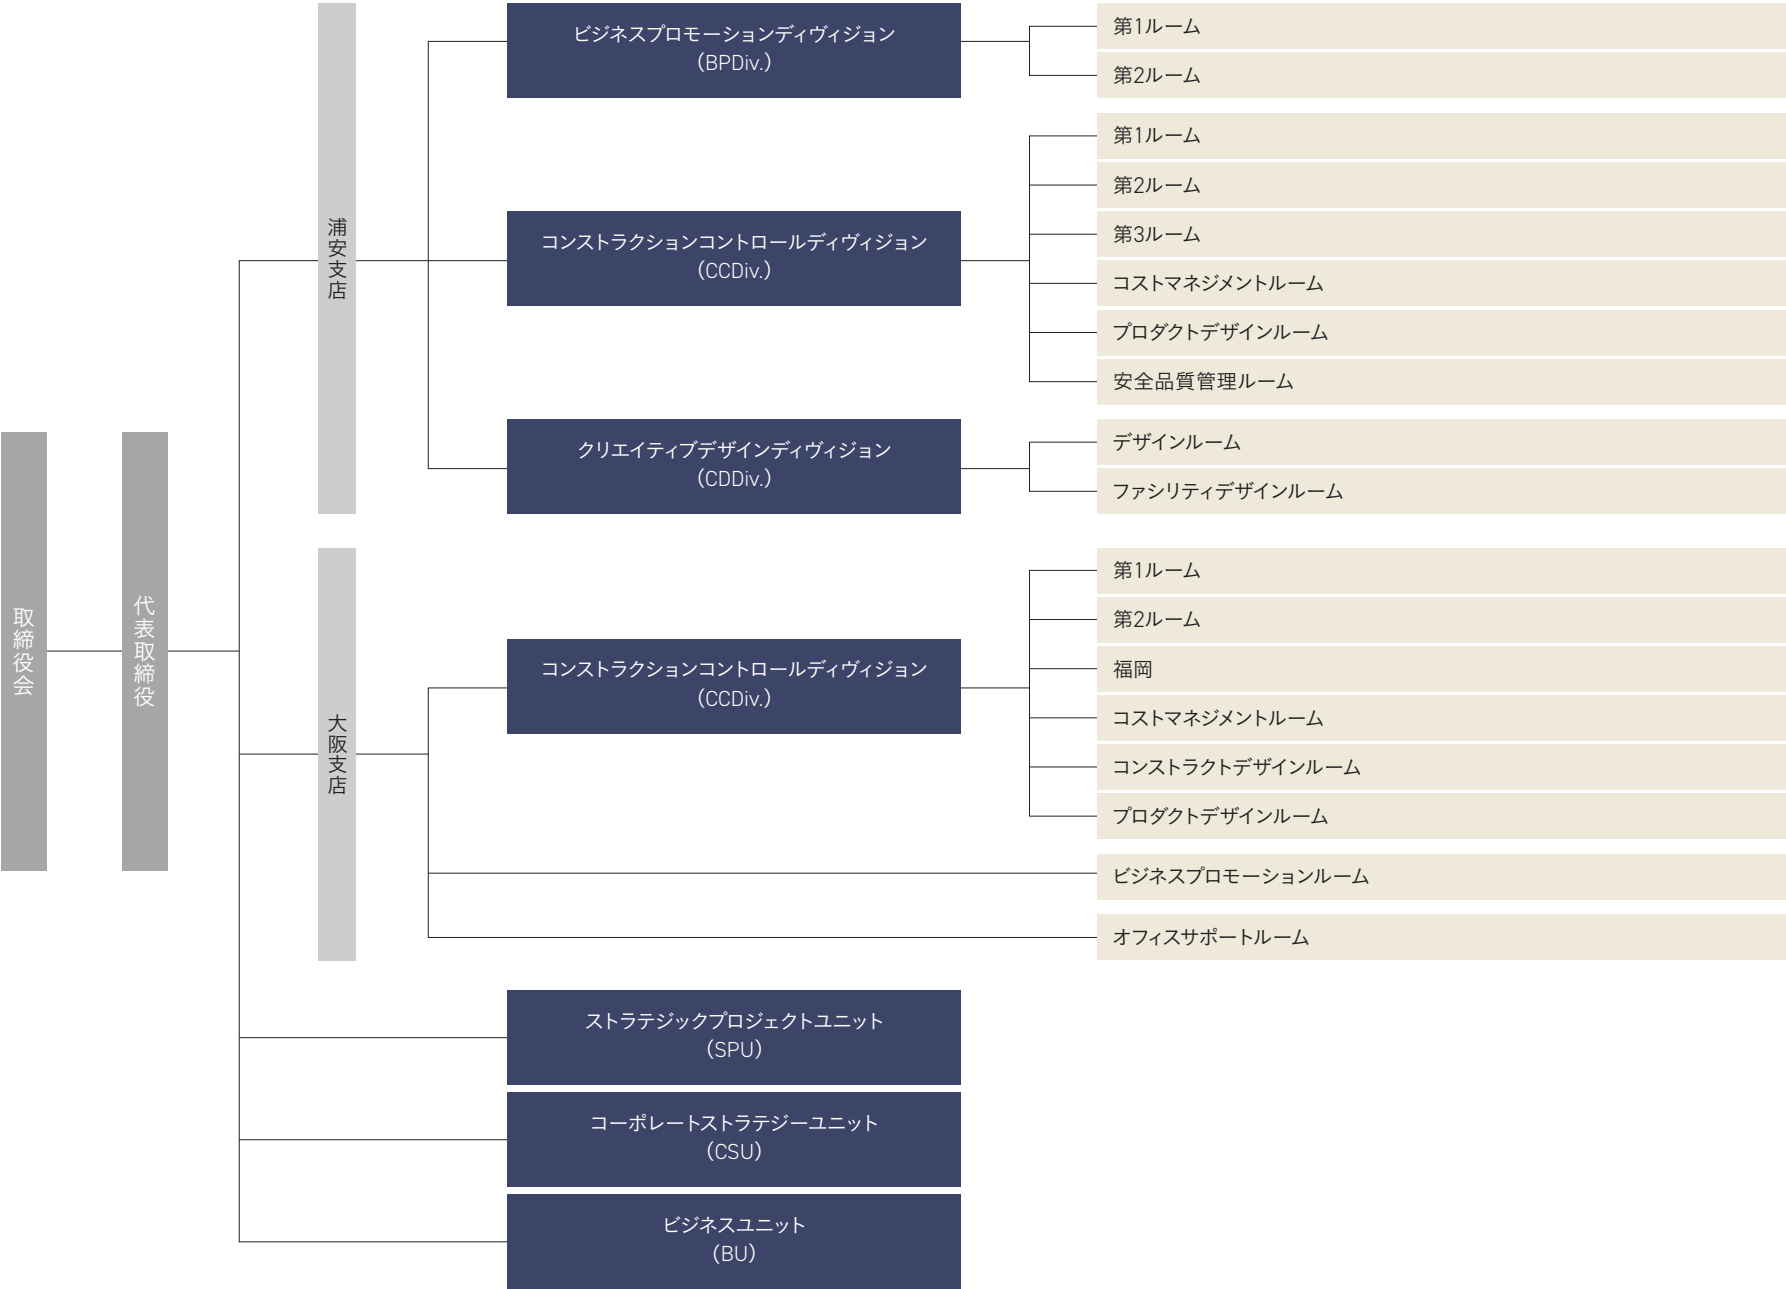 取締役会
代表取締役
浦安支店
ビジネスプロモーションディヴィジョン
（BPDiv.）
第1ルーム
第2ルーム
コンストラクションコントロールディヴィジョン
（CCDiv.）
第1ルーム
第2ルーム
第3ルーム
コストマネジメントルーム
プロダクトデザインルーム
安全品質管理ルーム
クリエイティブデザインディヴィジョン
（CDDiv.）
デザインルーム
ファシリティデザインルーム
大阪支店
コンストラクションコントロールディヴィジョン
（CCDiv.）
第1ルーム
第2ルーム
福岡
コストマネジメントルーム
コンストラクトデザインルーム
プロダクトデザインルーム
ビジネスプロモーションルーム
オフィスサポートルーム
ストラテジックプロジェクトユニット
（SPU）
コーポレートストラテジーユニット
（CSU）
ビジネスユニット
（BU）